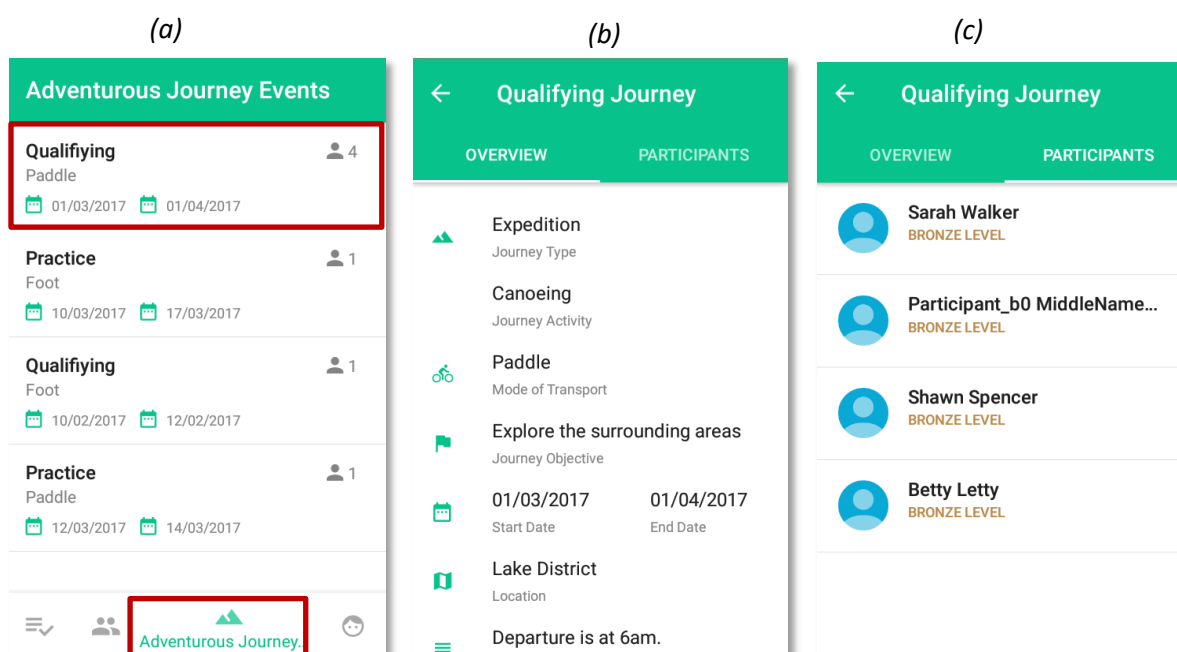 (a)
Adventurous Journey Events
Qualifiying
4
Paddle
01/03/2017 01/04/2017
Practice
1
Foot
10/03/2017 17/03/2017
Qualifiying
1
Foot
10/02/2017 12/02/2017
Practice
1
Paddle
12/03/2017 14/03/2017
Adventurous Journey.
(b)
Qualifying Journey
OVERVIEW PARTICIPANTS
Expedition
Journey Type
Canoeing
Journey Activity
Paddle
Mode of Transport
Explore the surrounding areas
Journey Objective
01/03/2017 01/04/2017
Start Date End Date
Lake District
Location
Departure is at 6am.
(c)
Qualifying Journey
OVERVIEW PARTICIPANTS
Sarah Walker
BRONZE LEVEL
Participant_b0 MiddleName...
BRONZE LEVEL
Shawn Spencer
BRONZE LEVEL
Betty Letty
BRONZE LEVEL